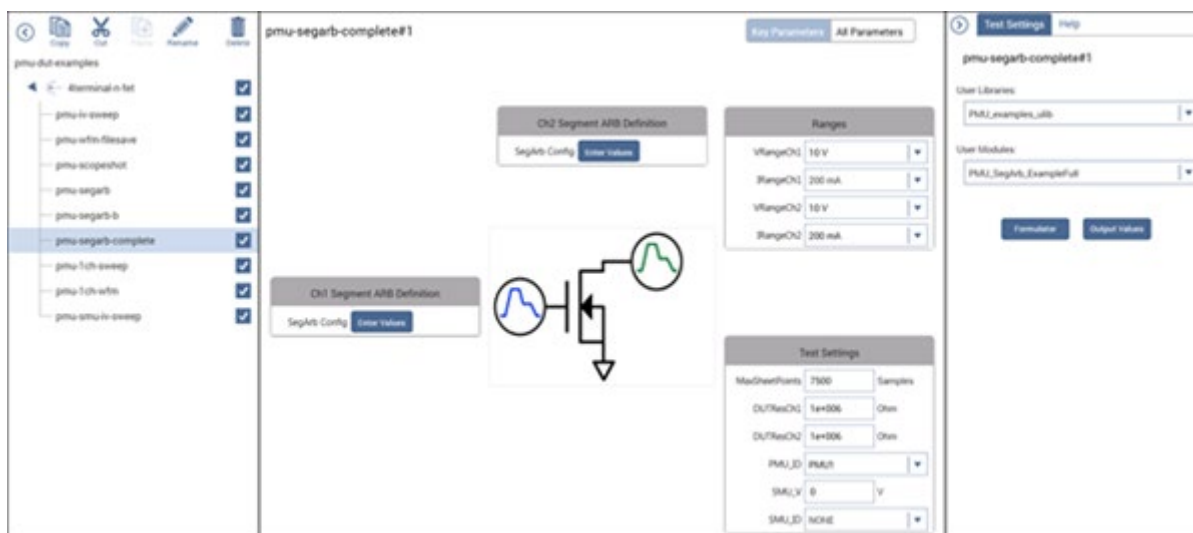 Copy Cut Paste Rename Delete
pmu-dut-examples
4terminal-n-fet
pmu-iv-sweep
pmu-wfm-filesave
pmu-scopeshot
pmu-segarb
pmu-segarb-b
pmu-segarb-complete
pmu-1ch-sweep
pmu-1ch-wfm
pmu-smu-iv-sweep
pmu-segarb-complete#1
Key Parameters All Parameters
Ch2 Segment ARB Definition
SegArb Config Enter Values
Ch1 Segment ARB Definition
SegArb Config Enter Values
Ranges
VRangeCh1 10 V
IRangeCh1 200 mA
VRangeCh2 10 V
IRangeCh2 200 mA
Test Settings
MaxSheetPoints 7500 Samples
DUTResCh1 1e+006 Ohm
DUTResCh2 1e+006 Ohm
PMU_ID PMU1
SMU_V 0 V
SMU_ID NONE
Test Settings Help
pmu-segarb-complete#1
User Libraries:
PMU_examples_ulib
User Modules:
PMU_SegArb_ExampleFull
Formulator Output Values